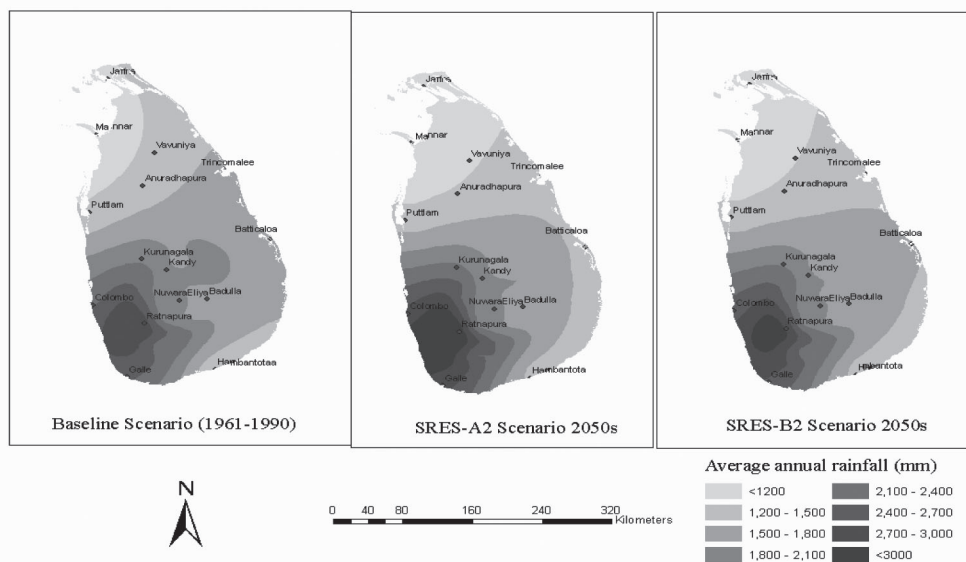 Jaffna
Mannar
Vavuniya
Trincomalee
Anuradhapura
Puttlam
Batticaloa
Kurunagala
Kandy
Colombo
NuwaraEliya
Badulla
Ratnapura
Hambantotaa
Galle
Baseline Scenario (1961-1990)
Jaffna
Mannar
Vavuniya
Trincomalee
Anuradhapura
Puttlam
Batticaloa
Kurunagala
Kandy
Colombo
NuwaraEliya
Badulla
Ratnapura
Hambantota
Galle
SRES-A2 Scenario 2050s
Jaffna
Mannar
Vavuniya
Trincomalee
Anuradhapura
Puttlam
Batticaloa
Kurunagala
Kandy
Colombo
NuwaraEliya
Badulla
Ratnapura
Galle
SRES-B2 Scenario 2050s
N
0 20 40 80 160 240 320
Kilometers
Average annual rainfall (mm)
<1200
1,200 - 1,500
1,500 - 1,800
1,800 - 2,100
2,100 - 2,400
2,400 - 2,700
2,700 - 3,000
<3000